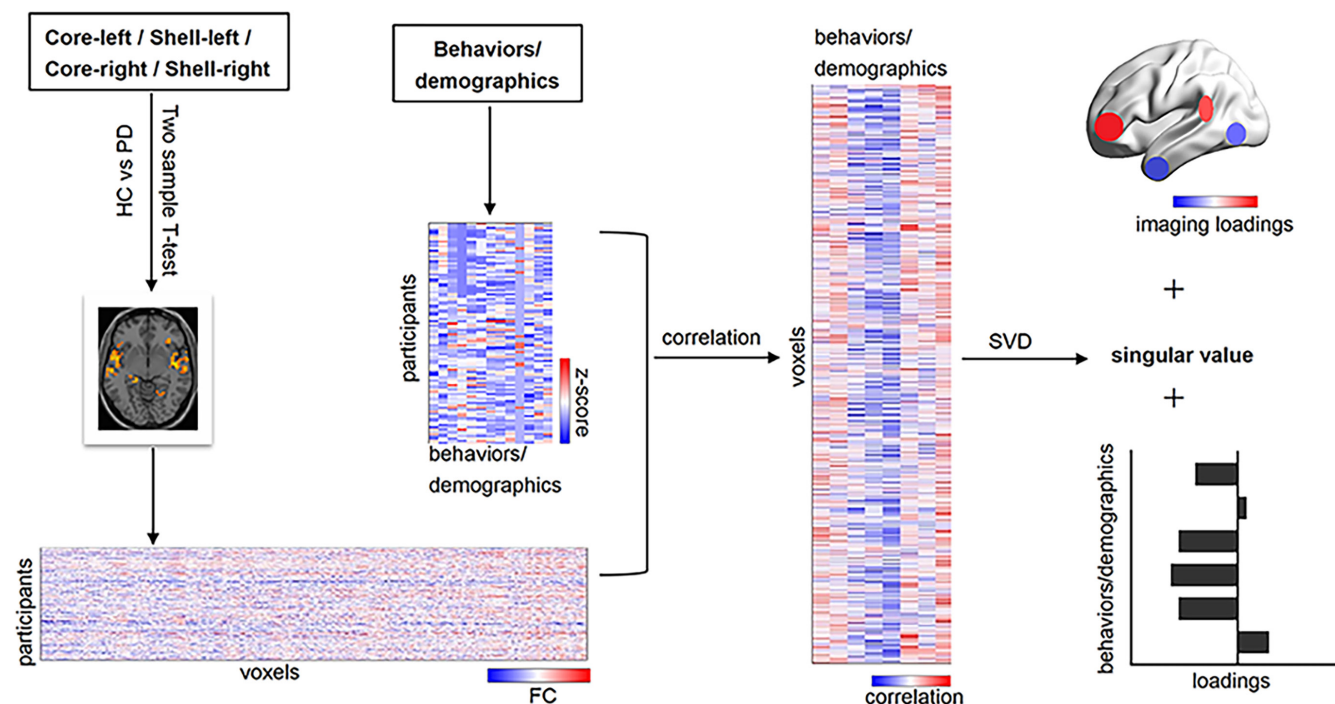 Core-left / Shell-left /
Core-right / Shell-right
HC vs PD
Two sample T-test
participants
voxels
FC
Behaviors/
demographics
participants
z-score
behaviors/
demographics
correlation
behaviors/
demographics
voxels
correlation
SVD
imaging loadings
+
singular value
+
behaviors/demographics
loadings